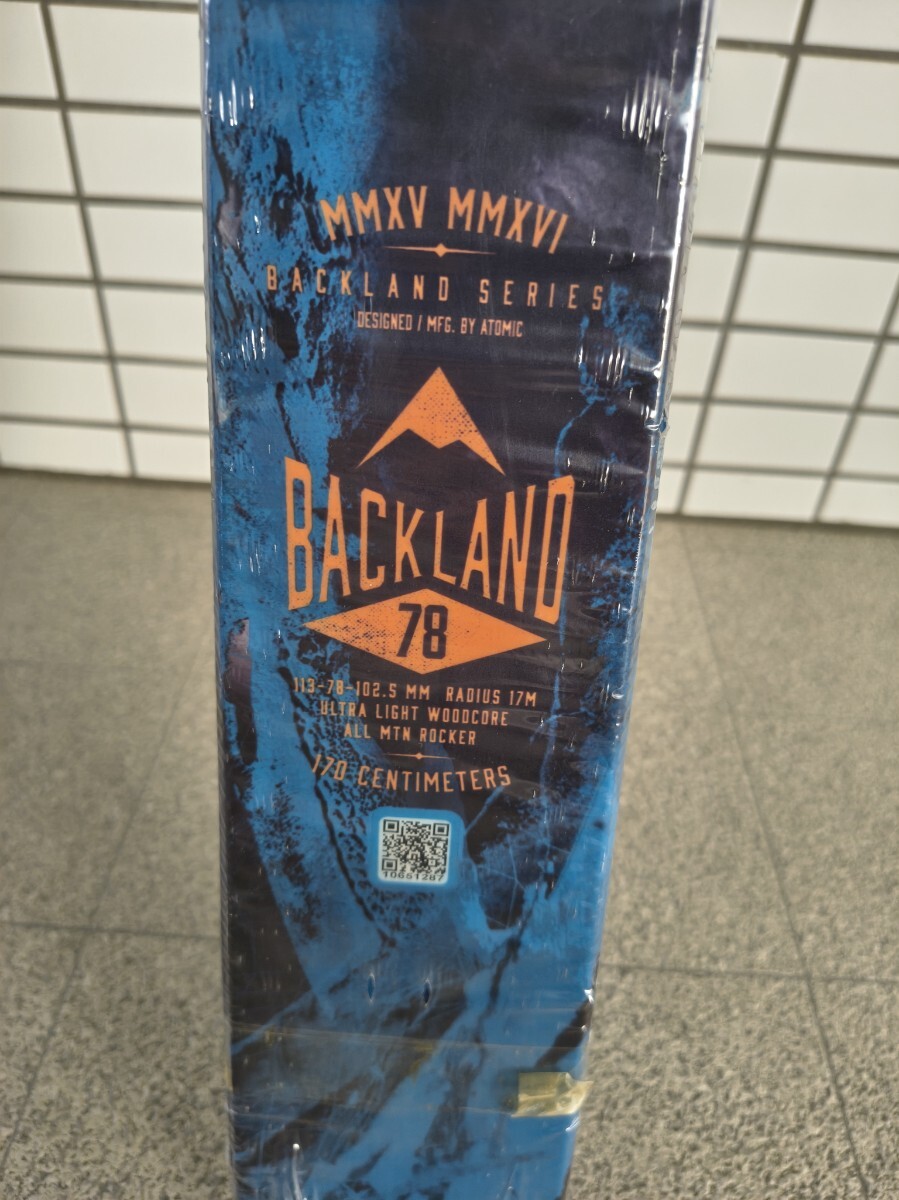 MMXV MMXVI
BACKLAND SERIES
DESIGNED / MFG. BY ATOMIC
BACKLAND
78
113-78-102.5 MM RADIUS 17M
ULTRA LIGHT WOODCORE
ALL MTN ROCKER
170 CENTIMETERS
10651287